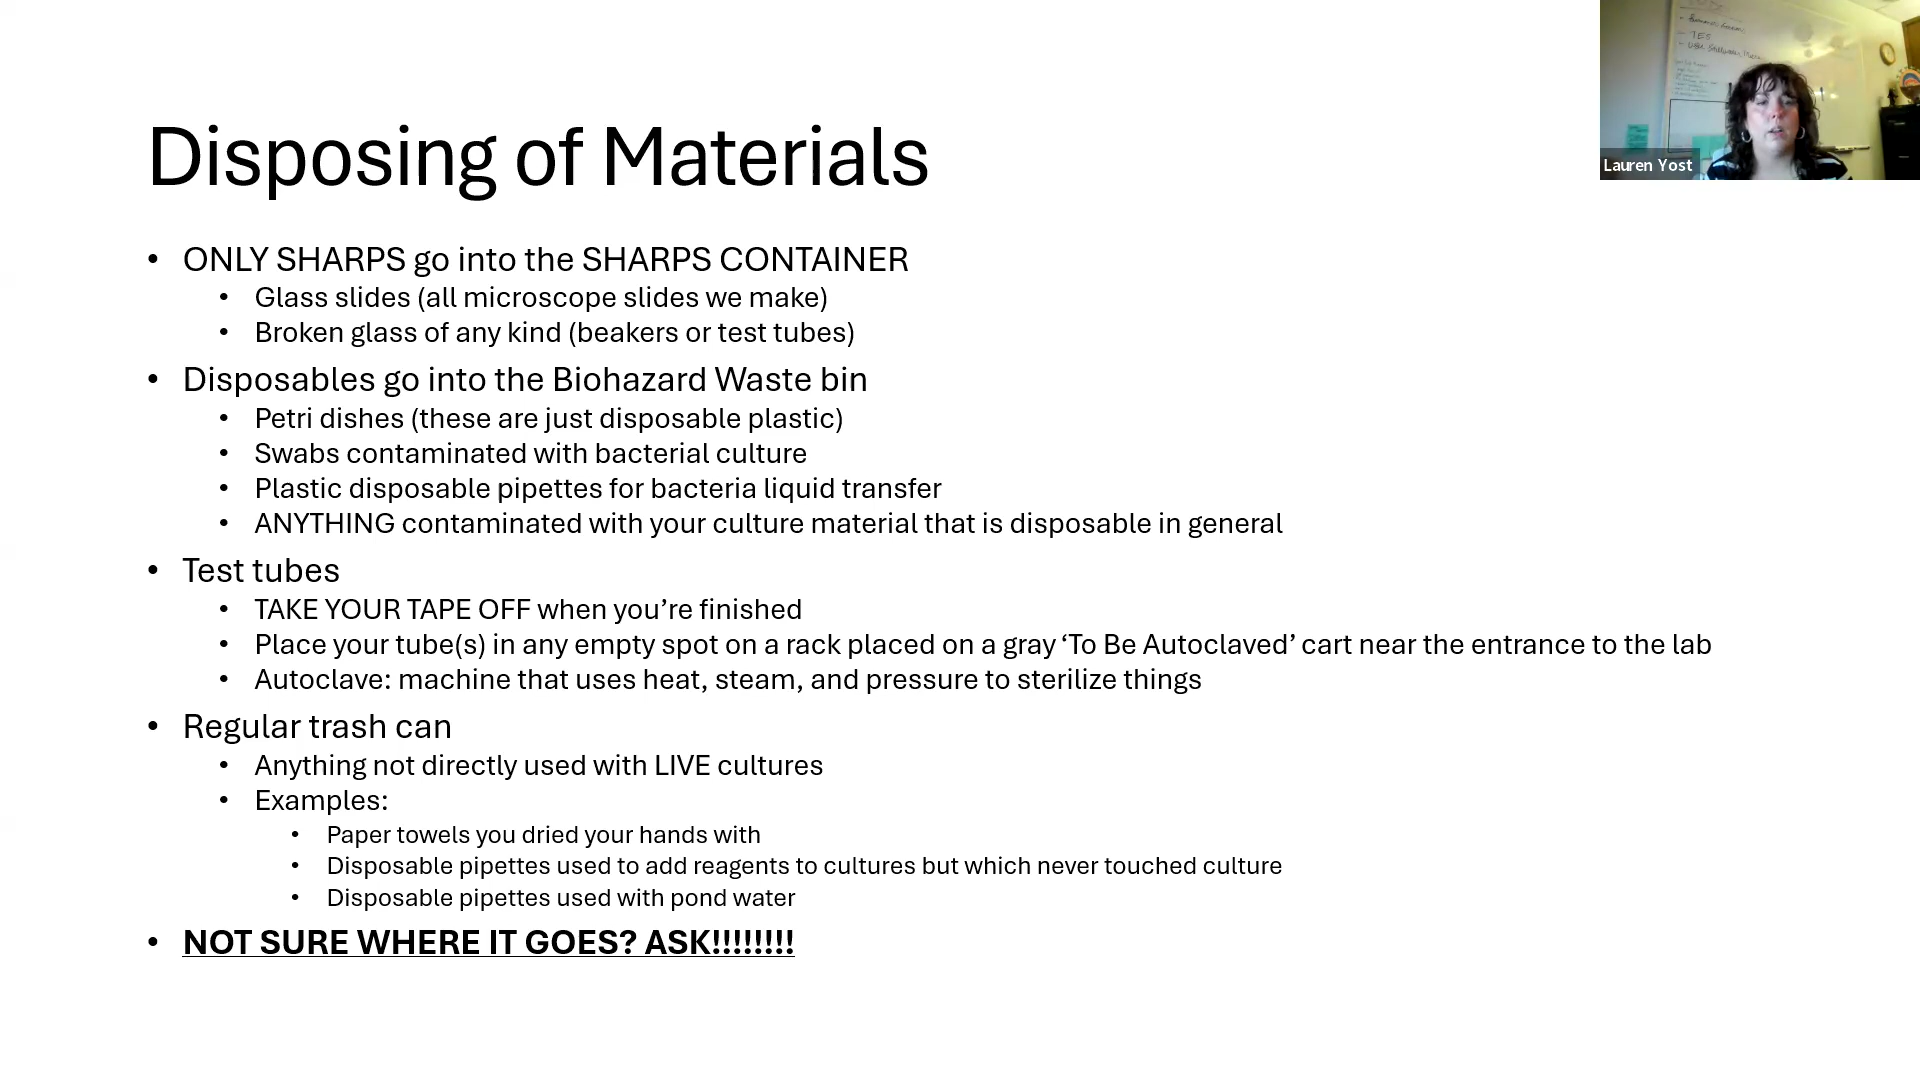 Disposing of Materials
• ONLY SHARPS go into the SHARPS CONTAINER
• Glass slides (all microscope slides we make)
• Broken glass of any kind (beakers or test tubes)
• Disposables go into the Biohazard Waste bin
• Petri dishes (these are just disposable plastic)
• Swabs contaminated with bacterial culture
• Plastic disposable pipettes for bacteria liquid transfer
• ANYTHING contaminated with your culture material that is disposable in general
• Test tubes
• TAKE YOUR TAPE OFF when you’re finished
• Place your tube(s) in any empty spot on a rack placed on a gray ‘To Be Autoclaved’ cart near the entrance to the lab
• Autoclave: machine that uses heat, steam, and pressure to sterilize things
• Regular trash can
• Anything not directly used with LIVE cultures
• Examples:
• Paper towels you dried your hands with
• Disposable pipettes used to add reagents to cultures but which never touched culture
• Disposable pipettes used with pond water
• NOT SURE WHERE IT GOES? ASK!!!!!!!!
Lauren Yost